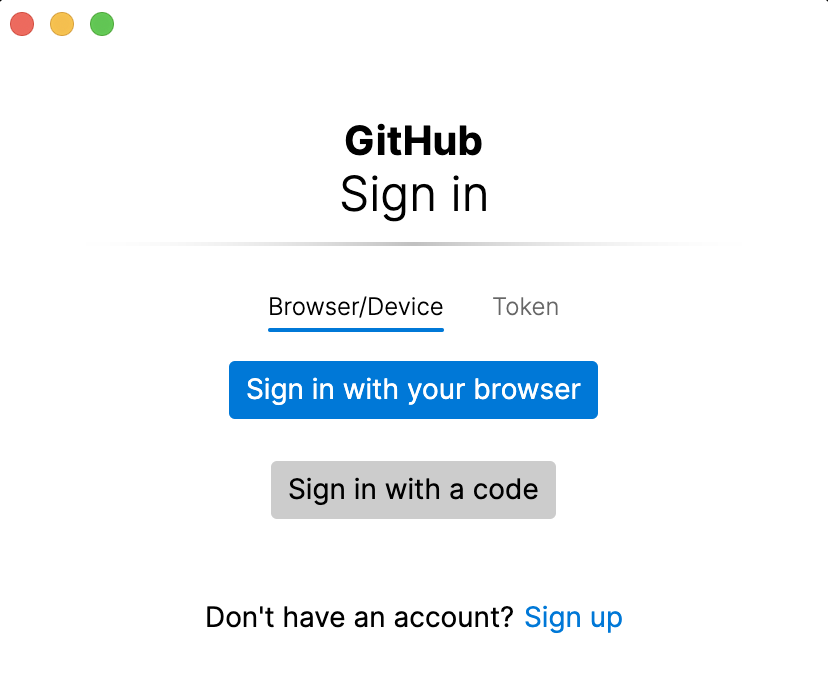 GitHub
Sign in
Browser/Device Token
Sign in with your browser
Sign in with a code
Don't have an account? Sign up